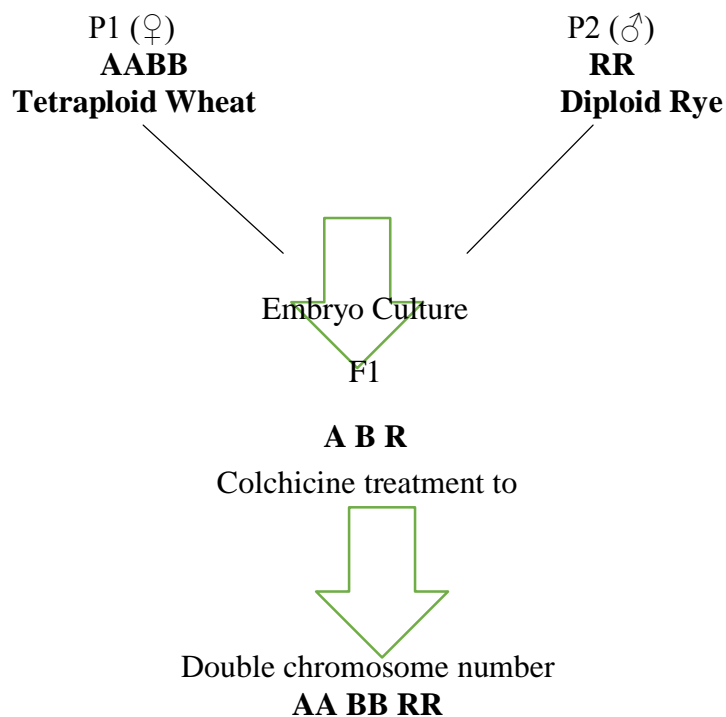 P1 (♀) P2 (♂)
AABB RR
Tetraploid Wheat Diploid Rye
Embryo Culture
F1
A B R
Colchicine treatment to
Double chromosome number
AA BB RR